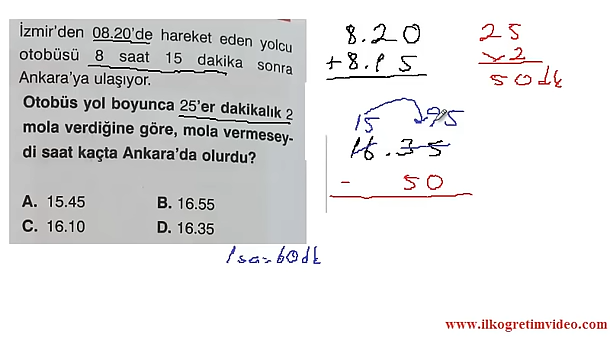 İzmir'den 08.20'de hareket eden yolcu
otobüsü 8 saat 15 dakika sonra
Ankara'ya ulaşıyor.
Otobüs yol boyunca 25'er dakikalık 2
mola verdiğine göre, mola vermesey-
di saat kaçta Ankara'da olurdu?
A. 15.45
B. 16.55
C. 16.10
D. 16.35
8.20
+8.15
25
x2
50dk
15
75
16.35
- 50
1sa=60dk
www.ilkogretimvideo.com